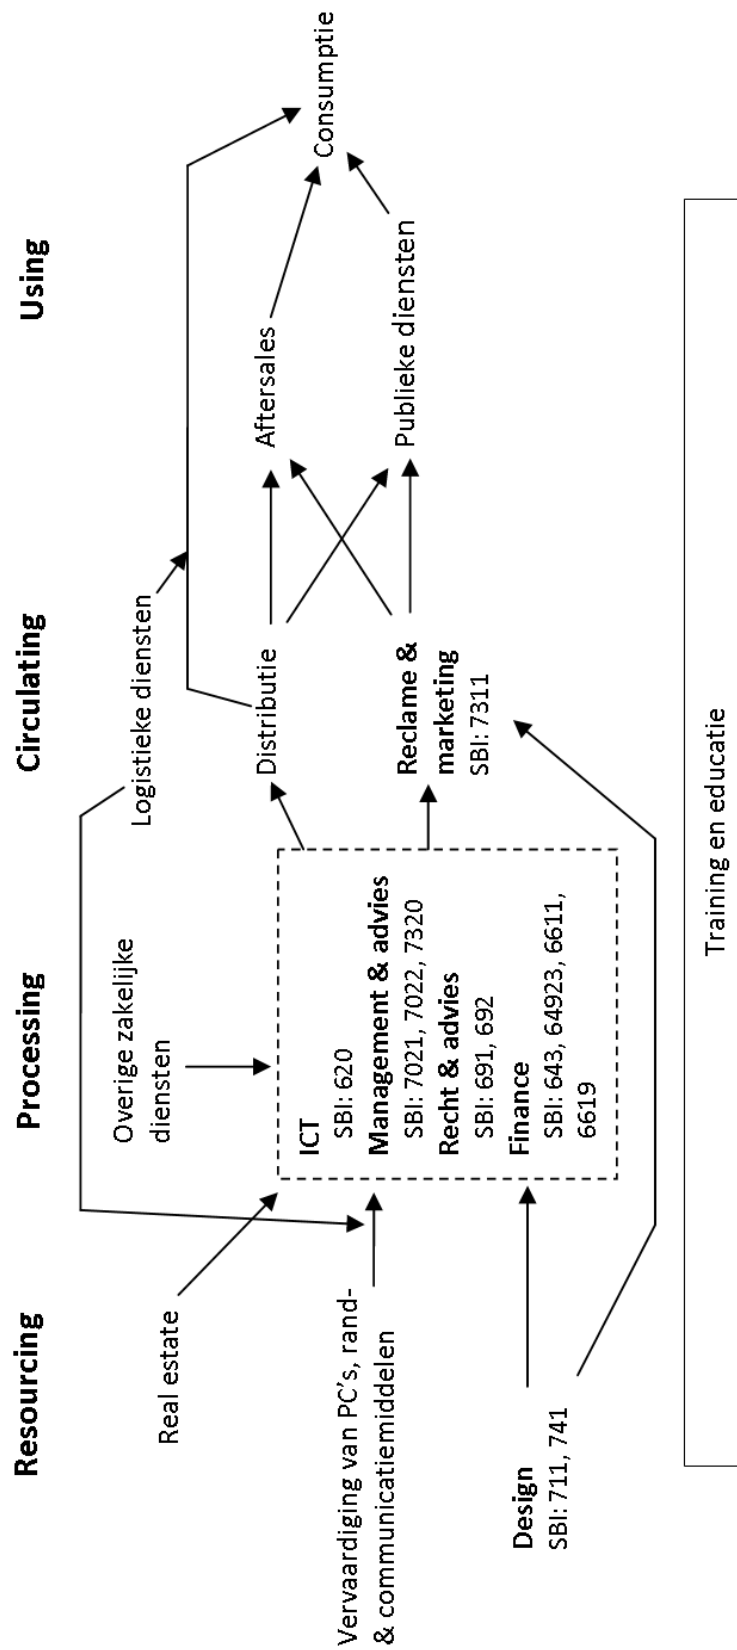 Resourcing
Processing
Circulating
Using
Real estate
Vervaardiging van PC's, rand-
& communicatiemiddelen
Design
SBI: 711, 741
Overige zakelijke
diensten
ICT
SBI: 620
Management & advies
SBI: 7021, 7022, 7320
Recht & advies
SBI: 691, 692
Finance
SBI: 643, 64923, 6611,
6619
Logistieke diensten
Distributie
Reclame &
marketing
SBI: 7311
Aftersales
Publieke diensten
Consumptie
Training en educatie